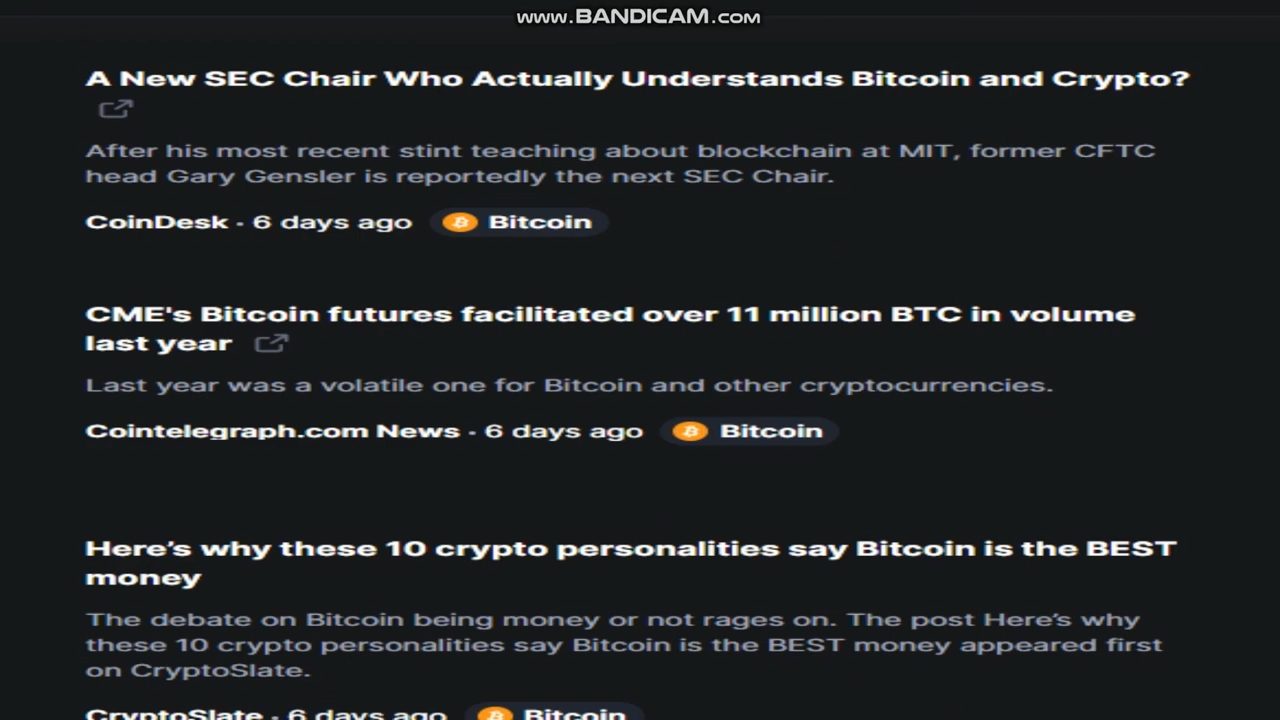 www.BANDICAM.com
A New SEC Chair Who Actually Understands Bitcoin and Crypto?
After his most recent stint teaching about blockchain at MIT, former CFTC
head Gary Gensler is reportedly the next SEC Chair.
CoinDesk · 6 days ago Bitcoin
CME's Bitcoin futures facilitated over 11 million BTC in volume
last year
Last year was a volatile one for Bitcoin and other cryptocurrencies.
Cointelegraph.com News · 6 days ago Bitcoin
Here’s why these 10 crypto personalities say Bitcoin is the BEST
money
The debate on Bitcoin being money or not rages on. The post Here’s why
these 10 crypto personalities say Bitcoin is the BEST money appeared first
on CryptoSlate.
CryptoSlate · 6 days ago Bitcoin